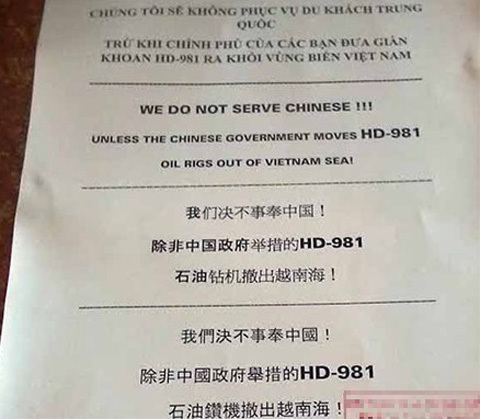 CHÚNG TÔI SẼ KHÔNG PHỤC VỤ DU KHÁCH TRUNG
QUỐC
TRỪ KHI CHÍNH PHỦ CỦA CÁC BẠN ĐƯA GIÀN
KHOAN HD-981 RA KHỎI VÙNG BIỂN VIỆT NAM
WE DO NOT SERVE CHINESE !!!
UNLESS THE CHINESE GOVERNMENT MOVES HD-981
OIL RIGS OUT OF VIETNAM SEA!
我们决不事奉中国！
除非中国政府举措的HD-981
石油钻机撤出越南海！
我們決不事奉中國！
除非中國政府舉措的HD-981
石油鑽機撤出越南海！